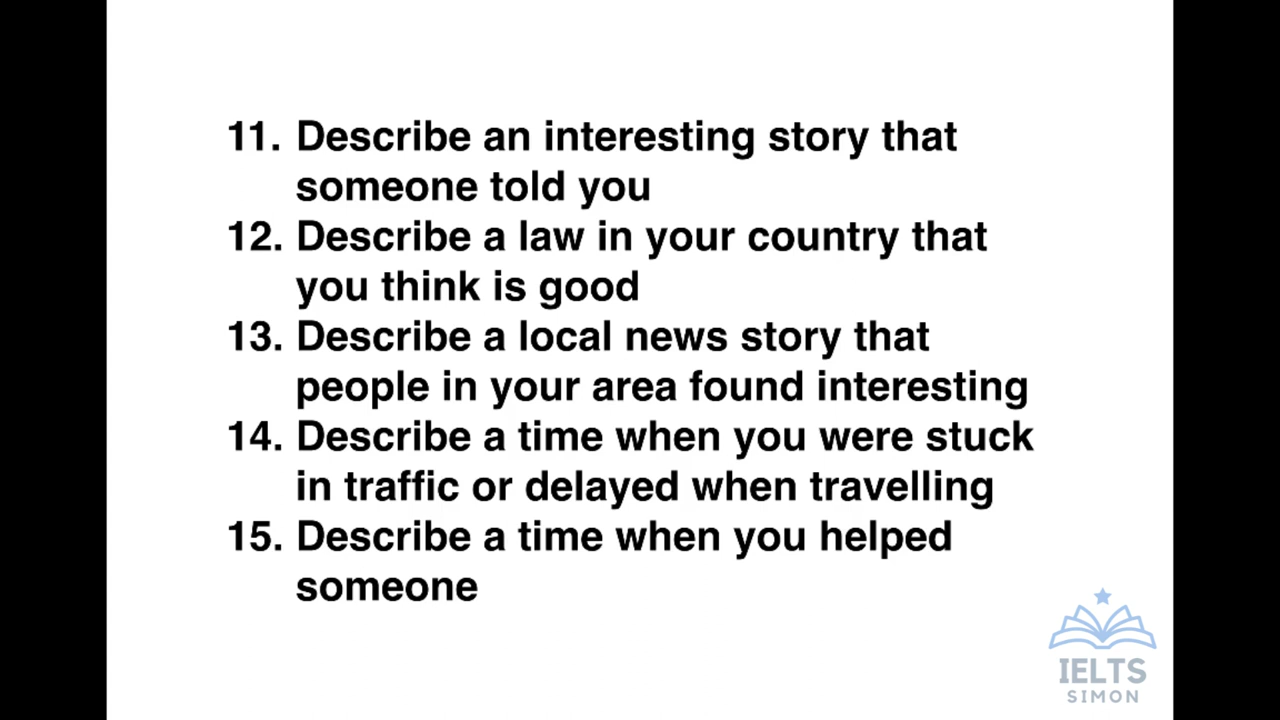 11. Describe an interesting story that
someone told you
12. Describe a law in your country that
you think is good
13. Describe a local news story that
people in your area found interesting
14. Describe a time when you were stuck
in traffic or delayed when travelling
15. Describe a time when you helped
someone
IELTS
SIMON